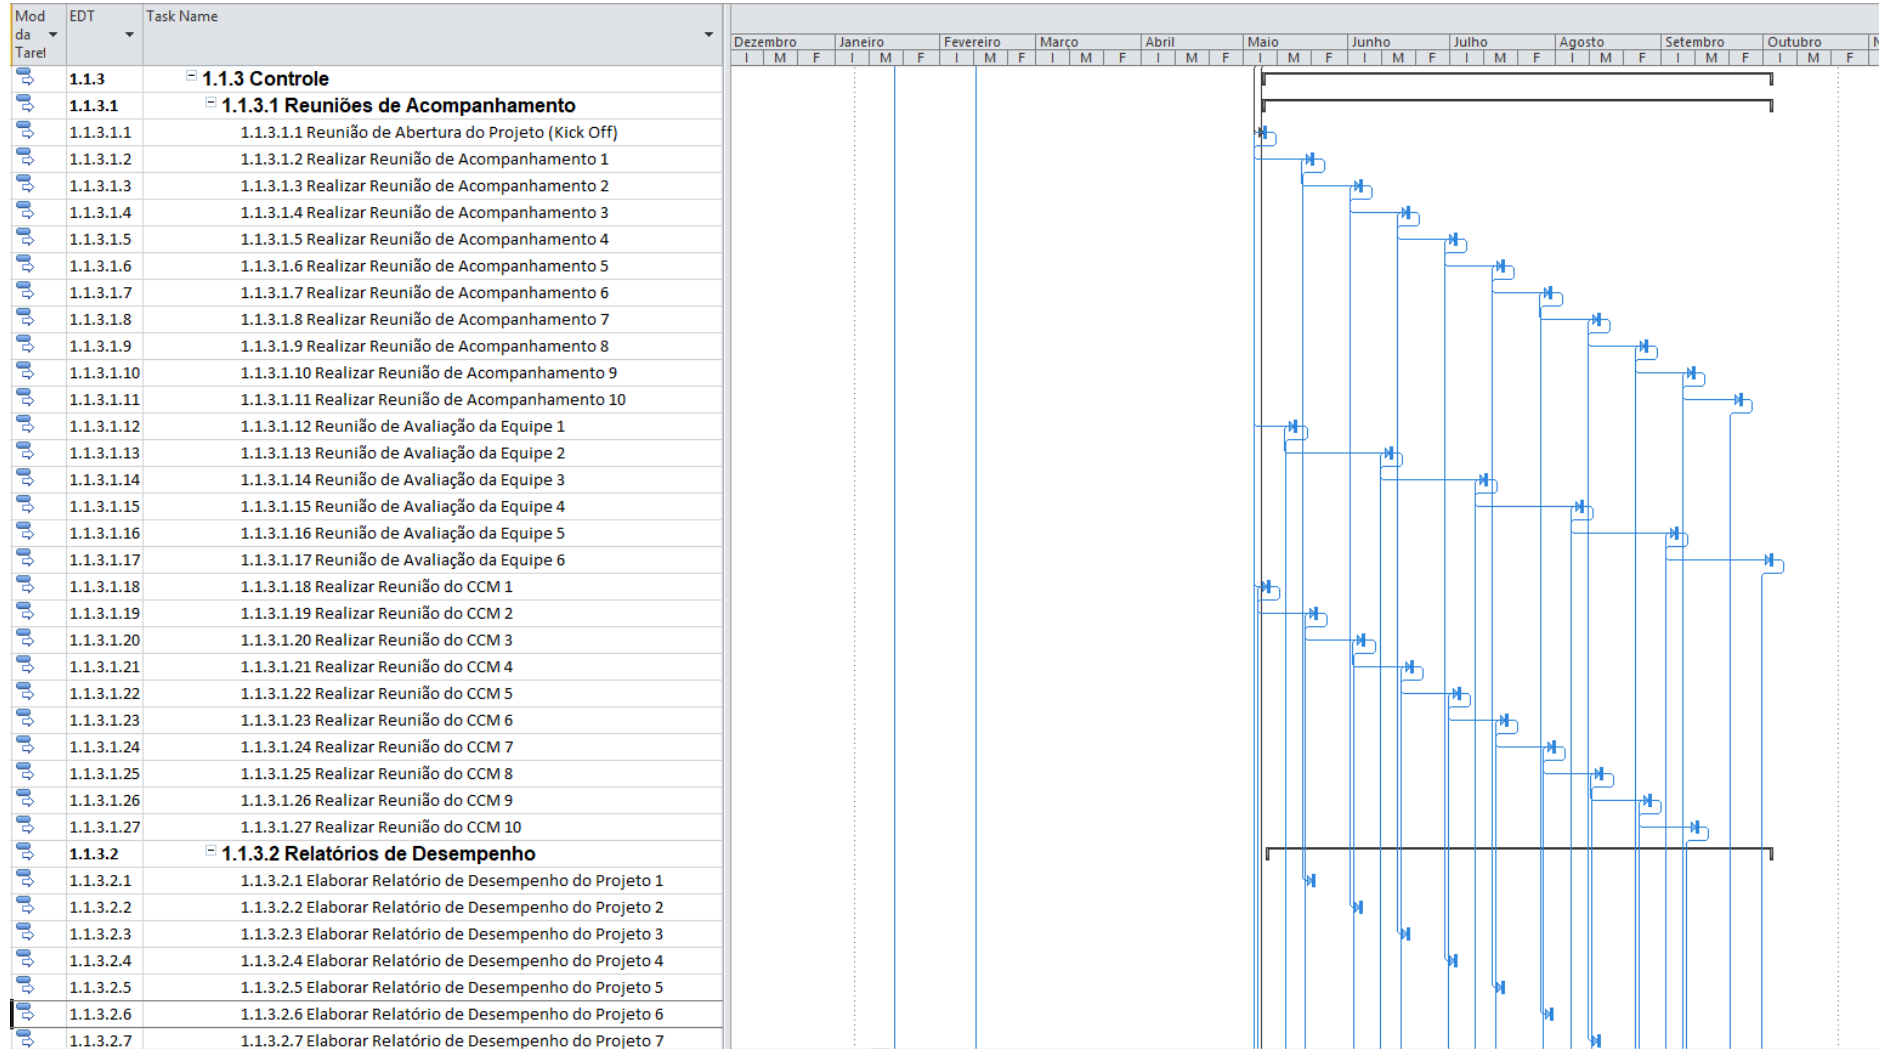 Mod da Taref EDT Task Name
Dezembro Janeiro Fevereiro Março Abril Maio Junho Julho Agosto Setembro Outubro N
I M F I M F I M F I M F I M F I M F I M F I M F I M F I M F I M F
1.1.3 1.1.3 Controle
1.1.3.1 1.1.3.1 Reuniões de Acompanhamento
1.1.3.1.1 1.1.3.1.1 Reunião de Abertura do Projeto (Kick Off)
1.1.3.1.2 1.1.3.1.2 Realizar Reunião de Acompanhamento 1
1.1.3.1.3 1.1.3.1.3 Realizar Reunião de Acompanhamento 2
1.1.3.1.4 1.1.3.1.4 Realizar Reunião de Acompanhamento 3
1.1.3.1.5 1.1.3.1.5 Realizar Reunião de Acompanhamento 4
1.1.3.1.6 1.1.3.1.6 Realizar Reunião de Acompanhamento 5
1.1.3.1.7 1.1.3.1.7 Realizar Reunião de Acompanhamento 6
1.1.3.1.8 1.1.3.1.8 Realizar Reunião de Acompanhamento 7
1.1.3.1.9 1.1.3.1.9 Realizar Reunião de Acompanhamento 8
1.1.3.1.10 1.1.3.1.10 Realizar Reunião de Acompanhamento 9
1.1.3.1.11 1.1.3.1.11 Realizar Reunião de Acompanhamento 10
1.1.3.1.12 1.1.3.1.12 Reunião de Avaliação da Equipe 1
1.1.3.1.13 1.1.3.1.13 Reunião de Avaliação da Equipe 2
1.1.3.1.14 1.1.3.1.14 Reunião de Avaliação da Equipe 3
1.1.3.1.15 1.1.3.1.15 Reunião de Avaliação da Equipe 4
1.1.3.1.16 1.1.3.1.16 Reunião de Avaliação da Equipe 5
1.1.3.1.17 1.1.3.1.17 Reunião de Avaliação da Equipe 6
1.1.3.1.18 1.1.3.1.18 Realizar Reunião do CCM 1
1.1.3.1.19 1.1.3.1.19 Realizar Reunião do CCM 2
1.1.3.1.20 1.1.3.1.20 Realizar Reunião do CCM 3
1.1.3.1.21 1.1.3.1.21 Realizar Reunião do CCM 4
1.1.3.1.22 1.1.3.1.22 Realizar Reunião do CCM 5
1.1.3.1.23 1.1.3.1.23 Realizar Reunião do CCM 6
1.1.3.1.24 1.1.3.1.24 Realizar Reunião do CCM 7
1.1.3.1.25 1.1.3.1.25 Realizar Reunião do CCM 8
1.1.3.1.26 1.1.3.1.26 Realizar Reunião do CCM 9
1.1.3.1.27 1.1.3.1.27 Realizar Reunião do CCM 10
1.1.3.2 1.1.3.2 Relatórios de Desempenho
1.1.3.2.1 1.1.3.2.1 Elaborar Relatório de Desempenho do Projeto 1
1.1.3.2.2 1.1.3.2.2 Elaborar Relatório de Desempenho do Projeto 2
1.1.3.2.3 1.1.3.2.3 Elaborar Relatório de Desempenho do Projeto 3
1.1.3.2.4 1.1.3.2.4 Elaborar Relatório de Desempenho do Projeto 4
1.1.3.2.5 1.1.3.2.5 Elaborar Relatório de Desempenho do Projeto 5
1.1.3.2.6 1.1.3.2.6 Elaborar Relatório de Desempenho do Projeto 6
1.1.3.2.7 1.1.3.2.7 Elaborar Relatório de Desempenho do Projeto 7